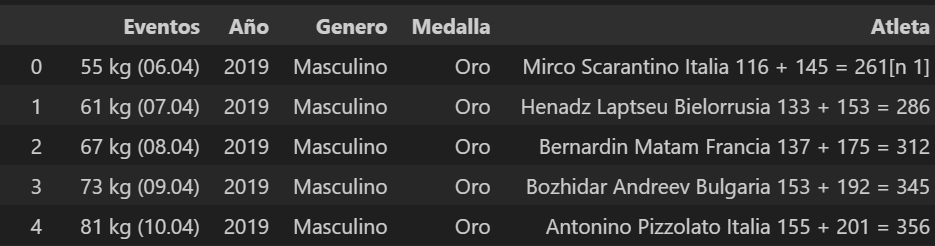 Eventos Año Genero Medalla Atleta
0 55 kg (06.04) 2019 Masculino Oro Mirco Scarantino Italia 116 + 145 = 261[n 1]
1 61 kg (07.04) 2019 Masculino Oro Henadz Laptseu Bielorrusia 133 + 153 = 286
2 67 kg (08.04) 2019 Masculino Oro Bernardin Matam Francia 137 + 175 = 312
3 73 kg (09.04) 2019 Masculino Oro Bozhidar Andreev Bulgaria 153 + 192 = 345
4 81 kg (10.04) 2019 Masculino Oro Antonino Pizzolato Italia 155 + 201 = 356